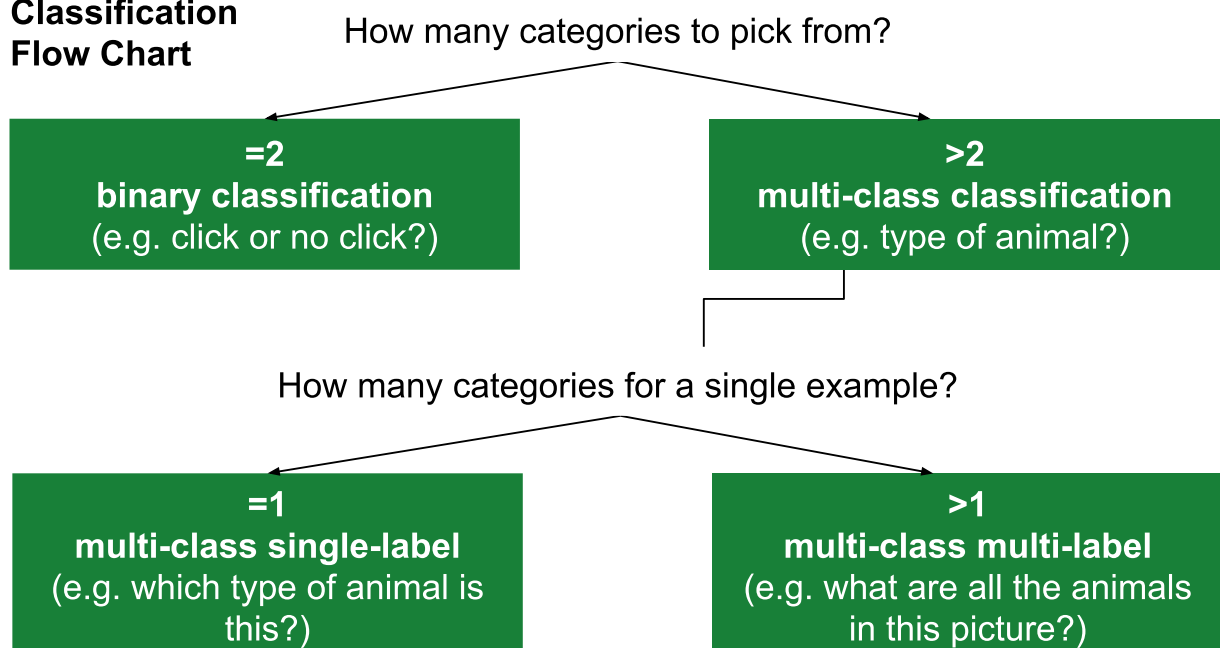 Classification
Flow Chart
How many categories to pick from?
=2
binary classification
(e.g. click or no click?)
>2
multi-class classification
(e.g. type of animal?)
How many categories for a single example?
=1
multi-class single-label
(e.g. which type of animal is
this?)
>1
multi-class multi-label
(e.g. what are all the animals
in this picture?)